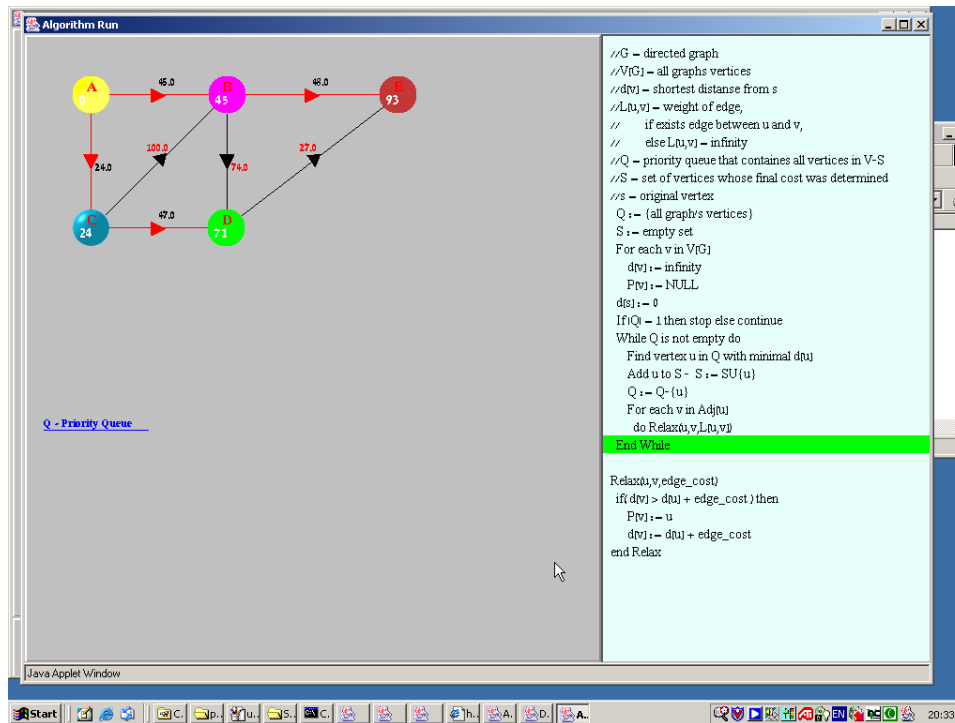 Algorithm Run
A
0
45.0
B
45
48.0
E
93
24.0
100.0
74.0
27.0
C
24
47.0
D
71
Q - Priority Queue
//G = directed graph
//V[G] = all graphs vertices
//d[v] = shortest distanse from s
//L[u,v] = weight of edge,
// if exists edge between u and v,
// else L[u,v] = infinity
//Q = priority queue that containes all vertices in V-S
//S = set of vertices whose final cost was determined
//s = original vertex
Q := {all graph's vertices}
S := empty set
For each v in V[G]
d[v] := infinity
P[v] := NULL
d[s] := 0
If |Q| = 1 then stop else continue
While Q is not empty do
Find vertex u in Q with minimal d[u]
Add u to S - S := SU{u}
Q := Q-{u}
For each v in Adj[u]
do Relax(u,v,L[u,v])
End While
Relax(u,v,edge_cost)
if( d[v] > d[u] + edge_cost ) then
P[v] := u
d[v] := d[u] + edge_cost
end Relax
Java Applet Window
Start
C.. p.. u.. S.. C.. h.. A. D. A..
EN
20:33